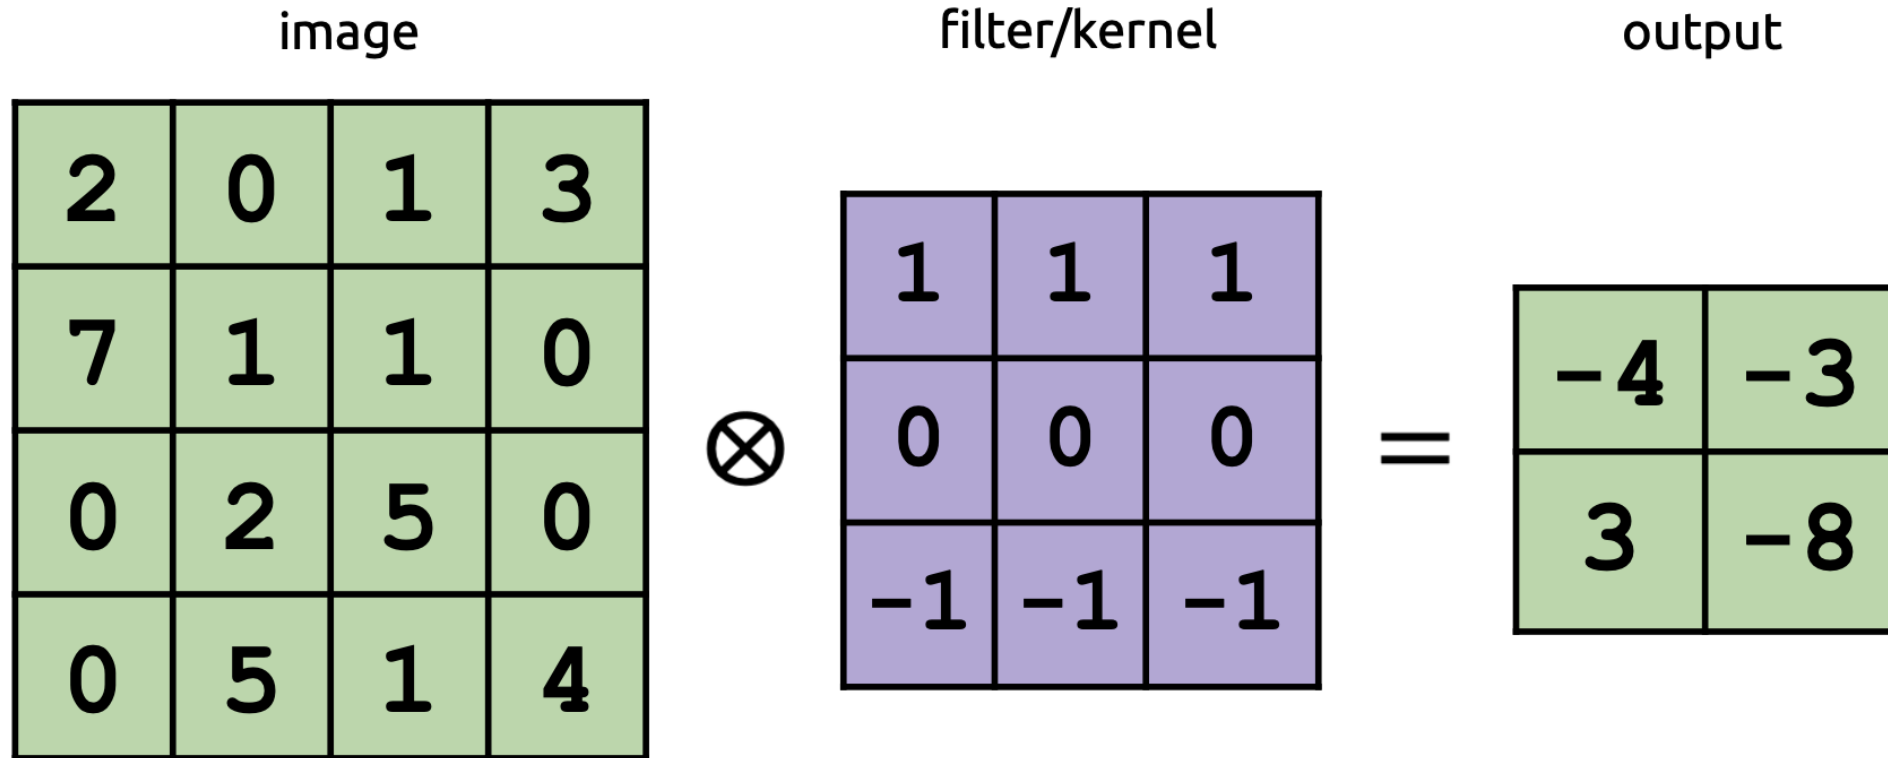 image filter/kernel output
2 0 1 3
7 1 1 0
0 2 5 0
0 5 1 4
⊗
1 1 1
0 0 0
-1 -1 -1
=
-4 -3
3 -8